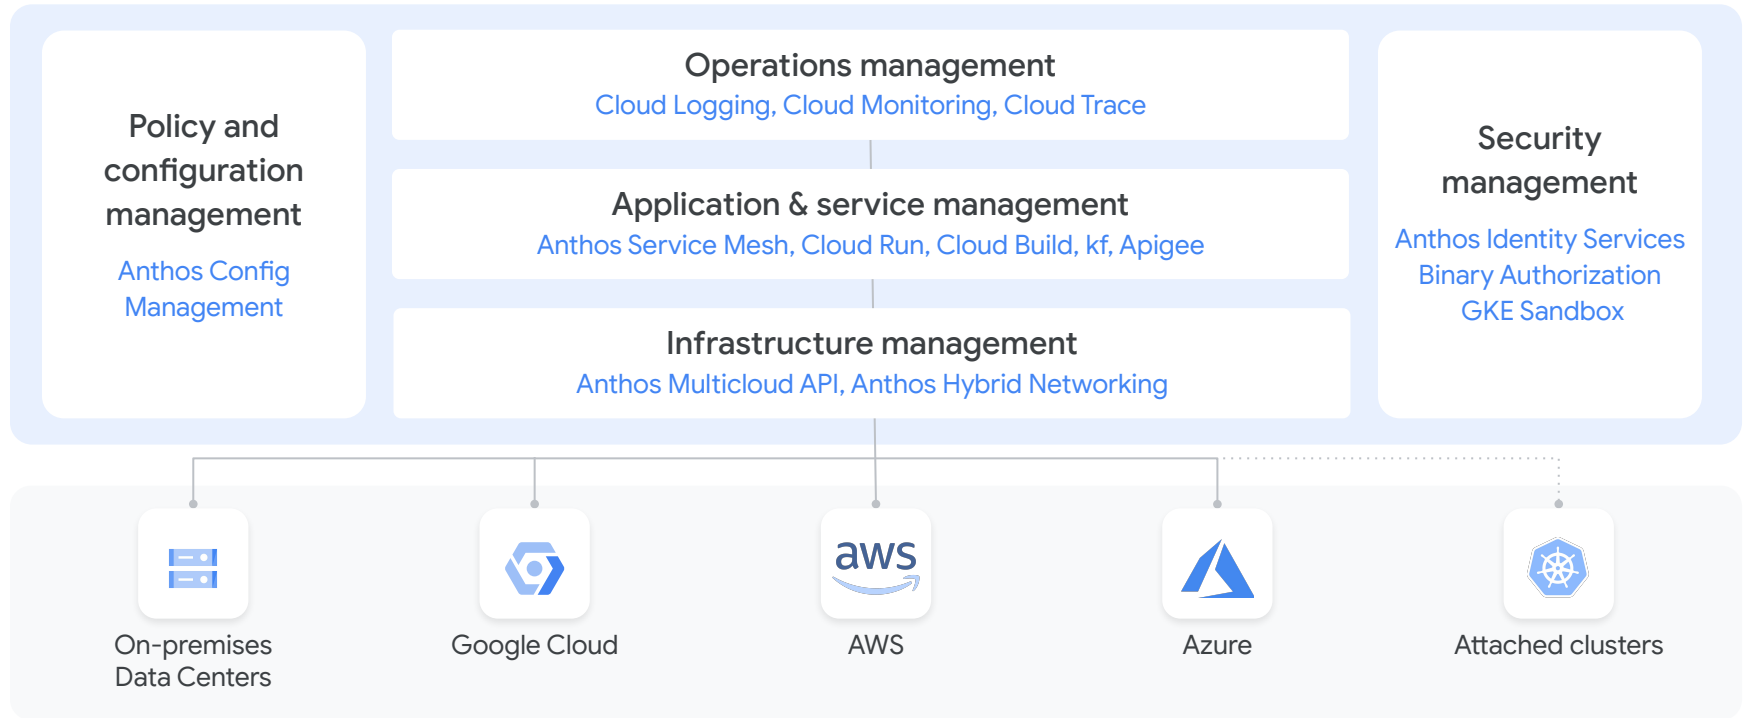 Policy and
configuration
management
Anthos Config
Management
Operations management
Cloud Logging, Cloud Monitoring, Cloud Trace
Application & service management
Anthos Service Mesh, Cloud Run, Cloud Build, kf, Apigee
Infrastructure management
Anthos Multicloud API, Anthos Hybrid Networking
Security
management
Anthos Identity Services
Binary Authorization
GKE Sandbox
aws
On-premises
Data Centers
Google Cloud
AWS
Azure
Attached clusters